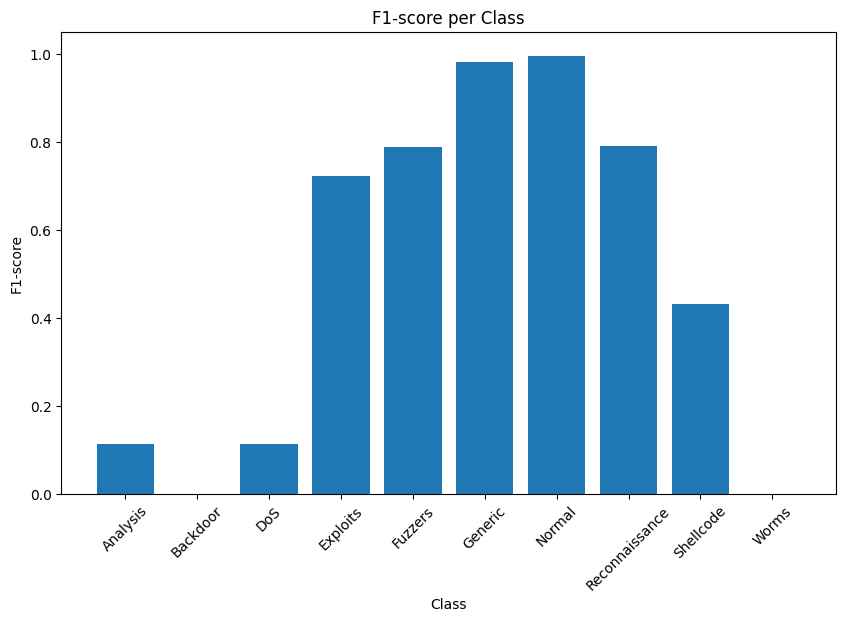 F1-score per Class
F1-score
1.0
0.8
0.6
0.4
0.2
0.0
Analysis
Backdoor
DoS
Exploits
Fuzzers
Generic
Normal
Reconnaissance
Shellcode
Worms
Class